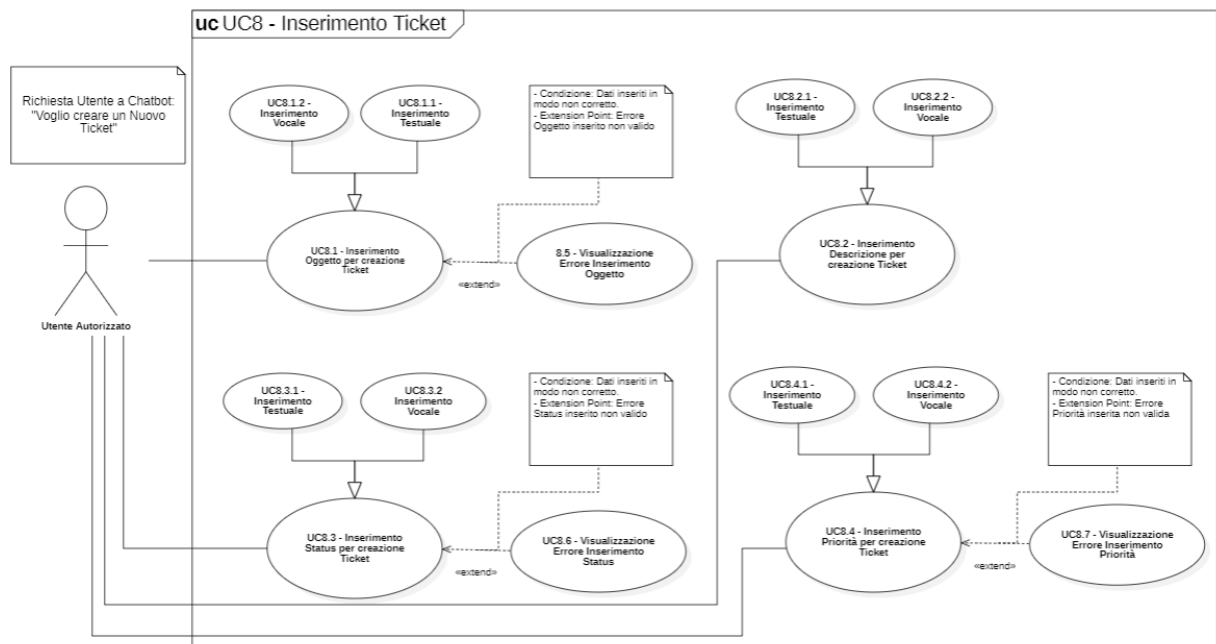 uc UC8 - Inserimento Ticket
Richiesta Utente a Chatbot:
"Voglio creare un Nuovo
Ticket"
Utente Autorizzato
UC8.1.2 -
Inserimento
Vocale
UC8.1.1 -
Inserimento
Testuale
- Condizione: Dati inseriti in
modo non corretto.
- Extension Point: Errore
Oggetto inserito non valido
UC8.2.1 -
Inserimento
Testuale
UC8.2.2 -
Inserimento
Vocale
UC8.1 - Inserimento
Oggetto per creazione
Ticket
«extend»
8.5 - Visualizzazione
Errore Inserimento
Oggetto
UC8.2 - Inserimento
Descrizione per
creazione Ticket
UC8.3.1 -
Inserimento
Testuale
UC8.3.2
Inserimento
Vocale
- Condizione: Dati inseriti in
modo non corretto.
- Extension Point: Errore
Status inserito non valido
UC8.4.1 -
Inserimento
Testuale
UC8.4.2 -
Inserimento
Vocale
- Condizione: Dati inseriti in
modo non corretto.
- Extension Point: Errore
Priorità inserita non valida
UC8.3 - Inserimento
Status per creazione
Ticket
«extend»
UC8.6 - Visualizzazione
Errore Inserimento
Status
UC8.4 - Inserimento
Priorità per creazione
Ticket
«extend»
UC8.7 - Visualizzazione
Errore Inserimento
Priorità